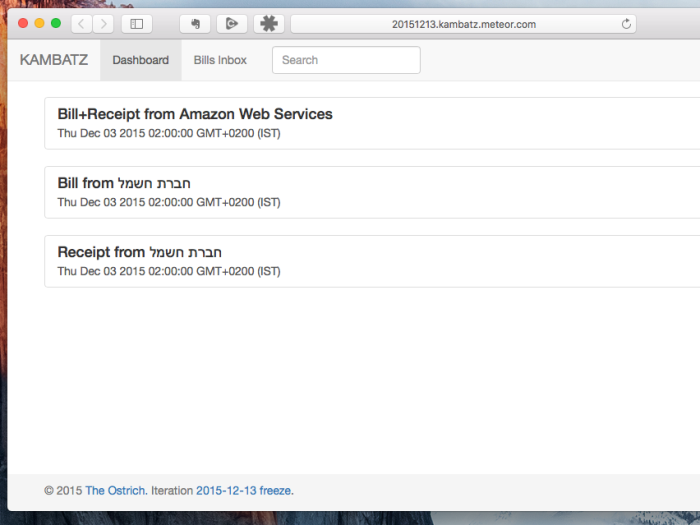 20151213.kambatz.meteor.com
KAMBATZ Dashboard Bills Inbox Search
Bill+Receipt from Amazon Web Services
Thu Dec 03 2015 02:00:00 GMT+0200 (IST)
Bill from חברת חשמל
Thu Dec 03 2015 02:00:00 GMT+0200 (IST)
Receipt from חברת חשמל
Thu Dec 03 2015 02:00:00 GMT+0200 (IST)
© 2015 The Ostrich. Iteration 2015-12-13 freeze.